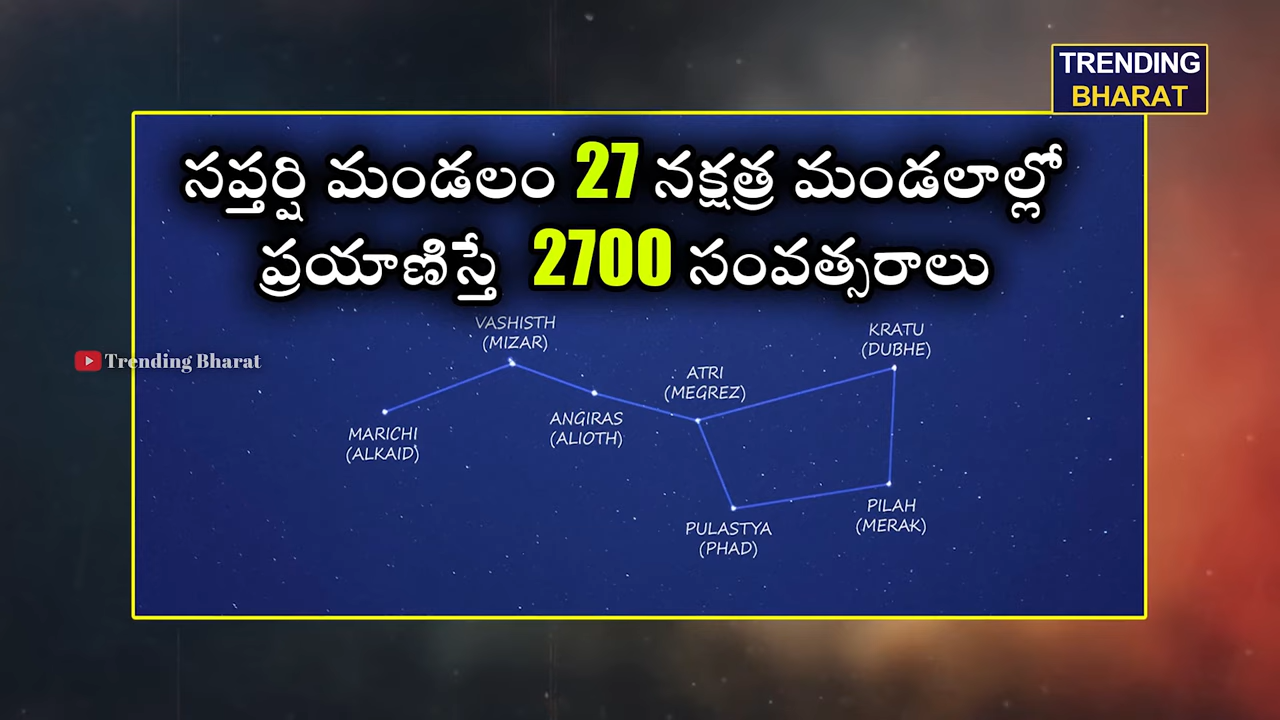 TRENDING
BHARAT
సప్తర్షి మండలం 27 నక్షత్ర మండలాల్లో
ప్రయాణిస్తే 2700 సంవత్సరాలు
VASHISTH
(MIZAR)
KRATU
(DUBHE)
Trending Bharat
ATRI
(MEGREZ)
ANGIRAS
(ALIOTH)
MARICHI
(ALKAID)
PILAH
(MERAK)
PULASTYA
(PHAD)